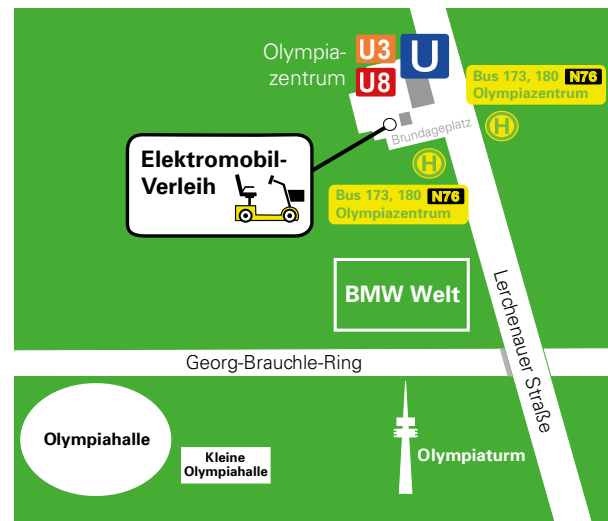 Olympia-
zentrum
U3
U8
U
Bus 173, 180 N76
Olympiazentrum
H
Brundageplatz
H
Bus 173, 180 N76
Olympiazentrum
Elektromobil-
Verleih
BMW Welt
Lerchenauer Straße
Georg-Brauchle-Ring
Olympiahalle
Kleine
Olympiahalle
Olympiaturm